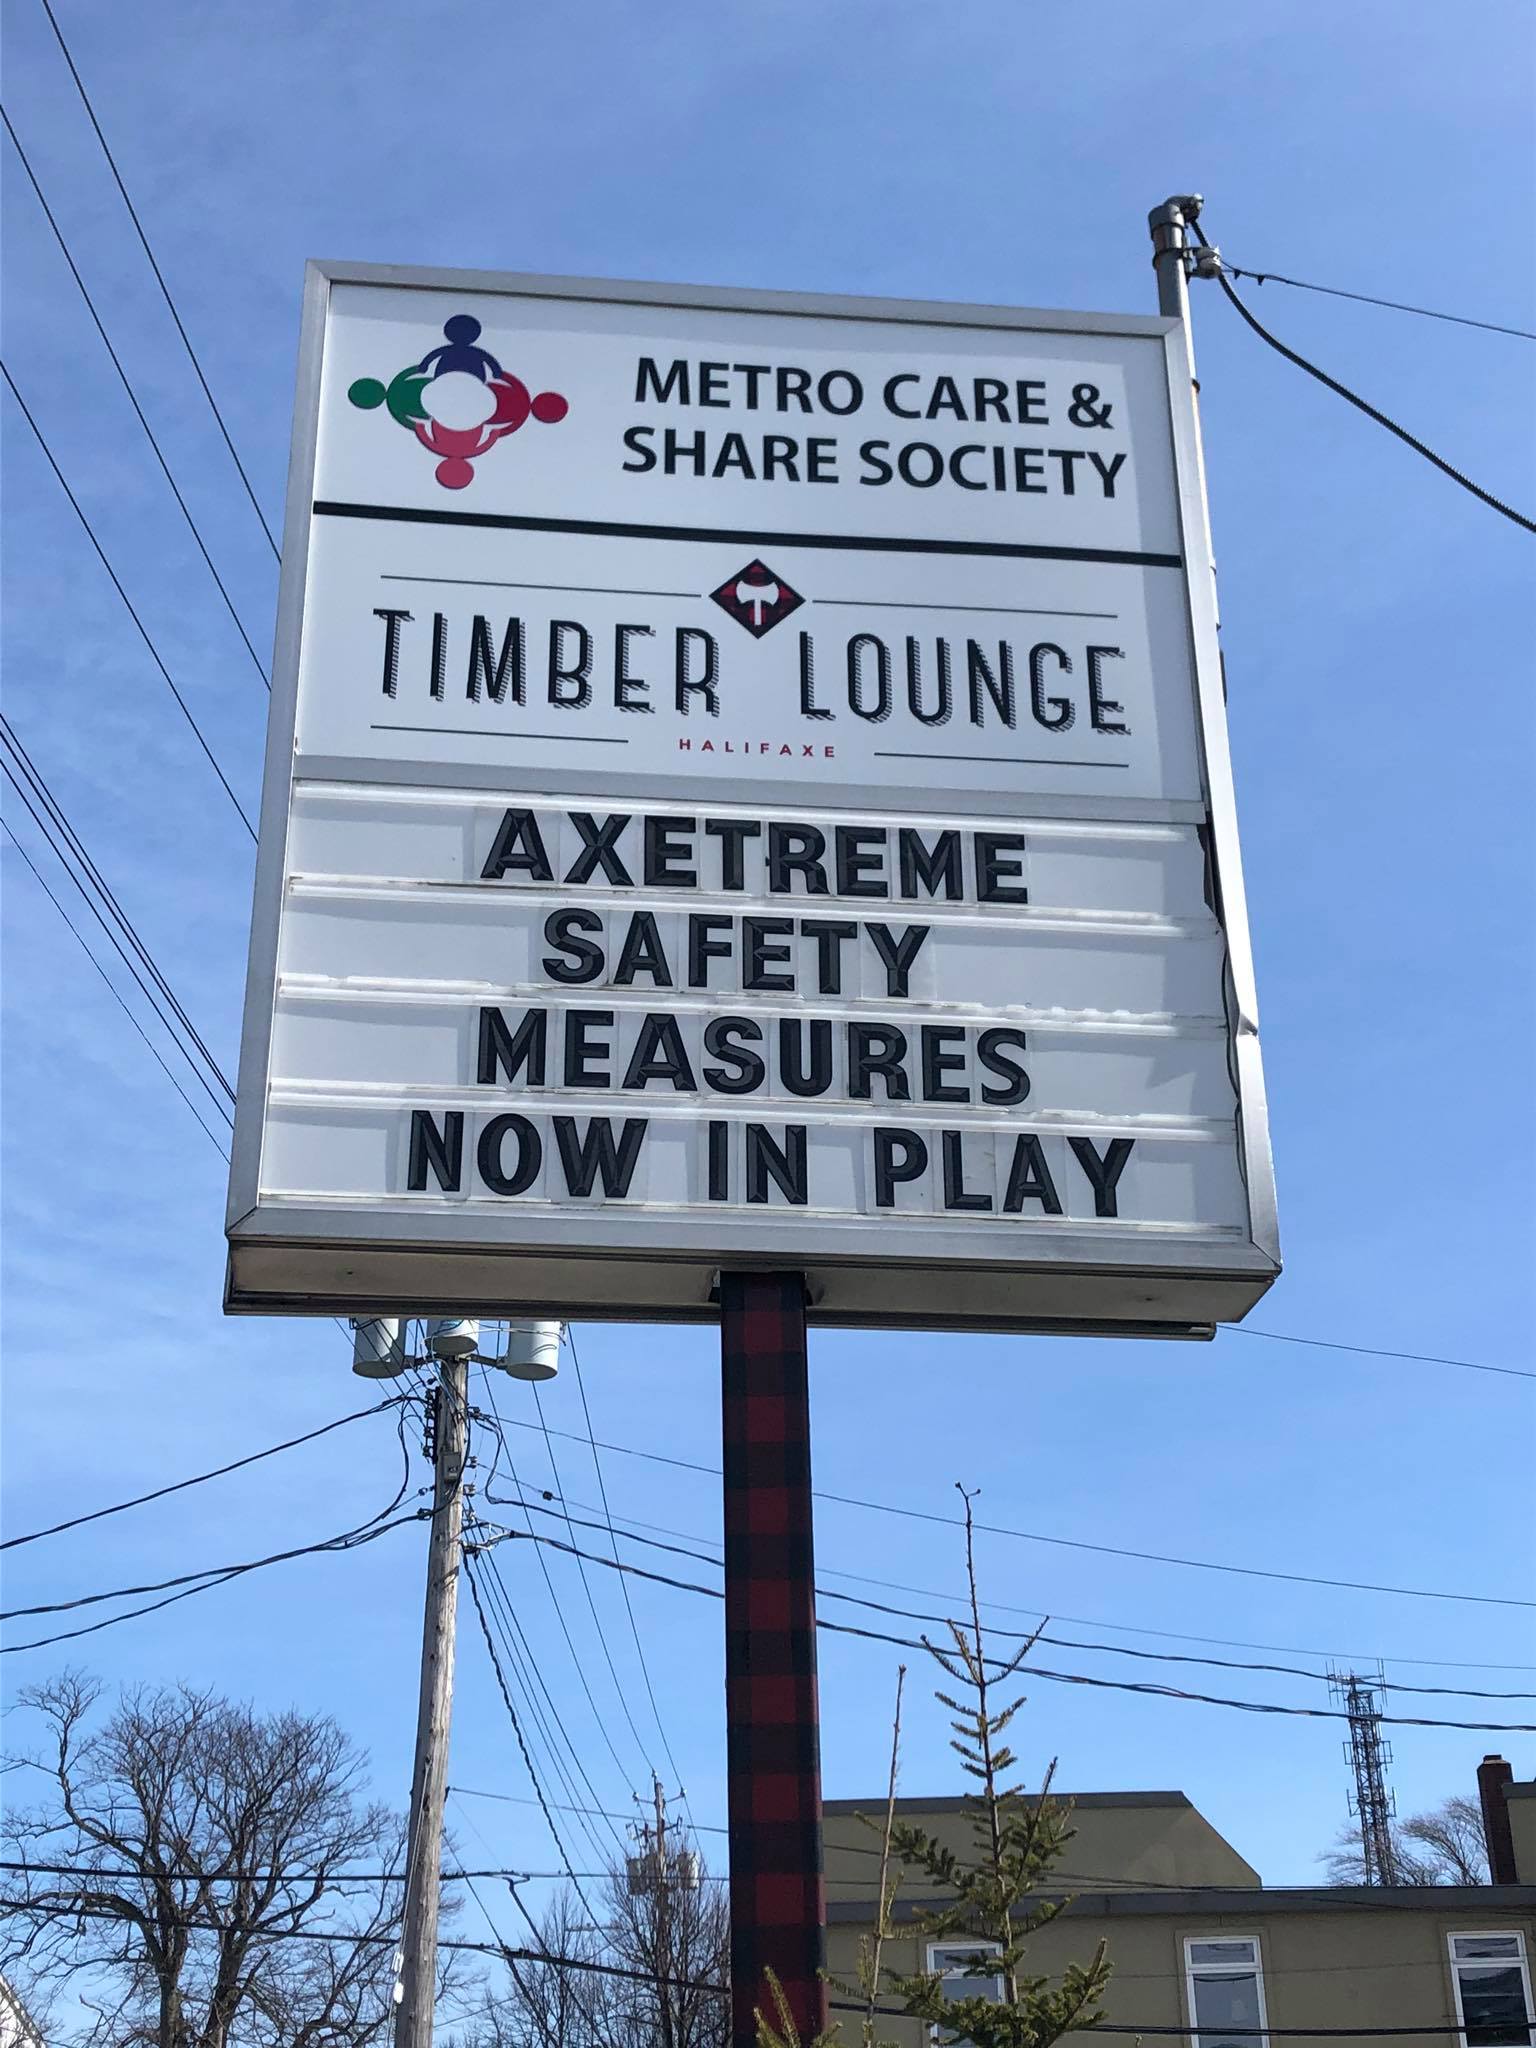 METRO CARE &
SHARE SOCIETY
TIMBER LOUNGE
HALIFAXE
AXETREME
SAFETY
MEASURES
NOW IN PLAY